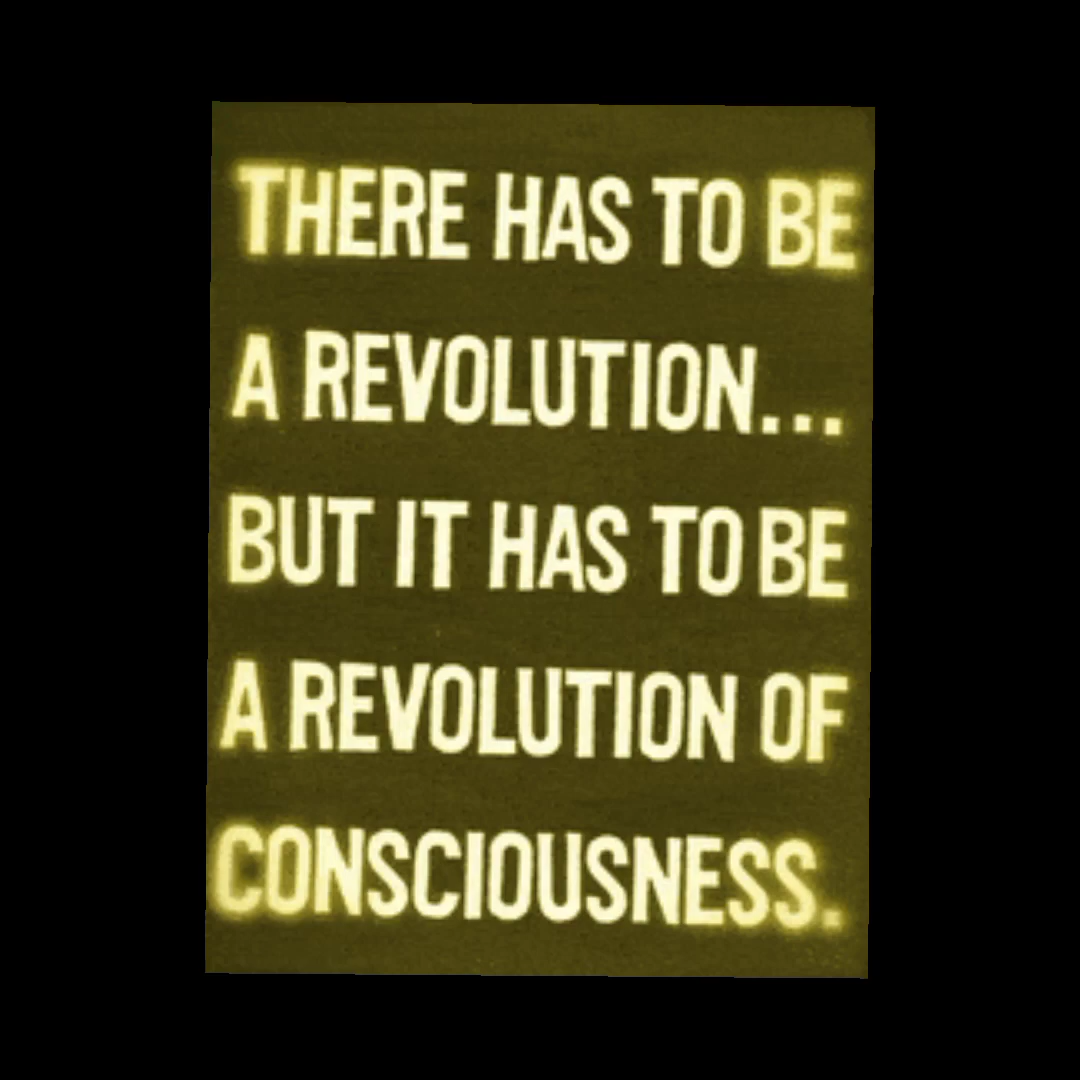 THERE HAS TO BE
A REVOLUTION...
BUT IT HAS TO BE
A REVOLUTION OF
CONSCIOUSNESS.